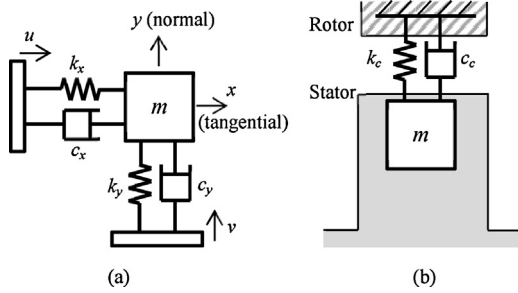 u
k_x
c_x
m
y (normal)
x
(tangential)
k_y
c_y
v
(a)
Rotor
Stator
k_c
c_c
m
(b)